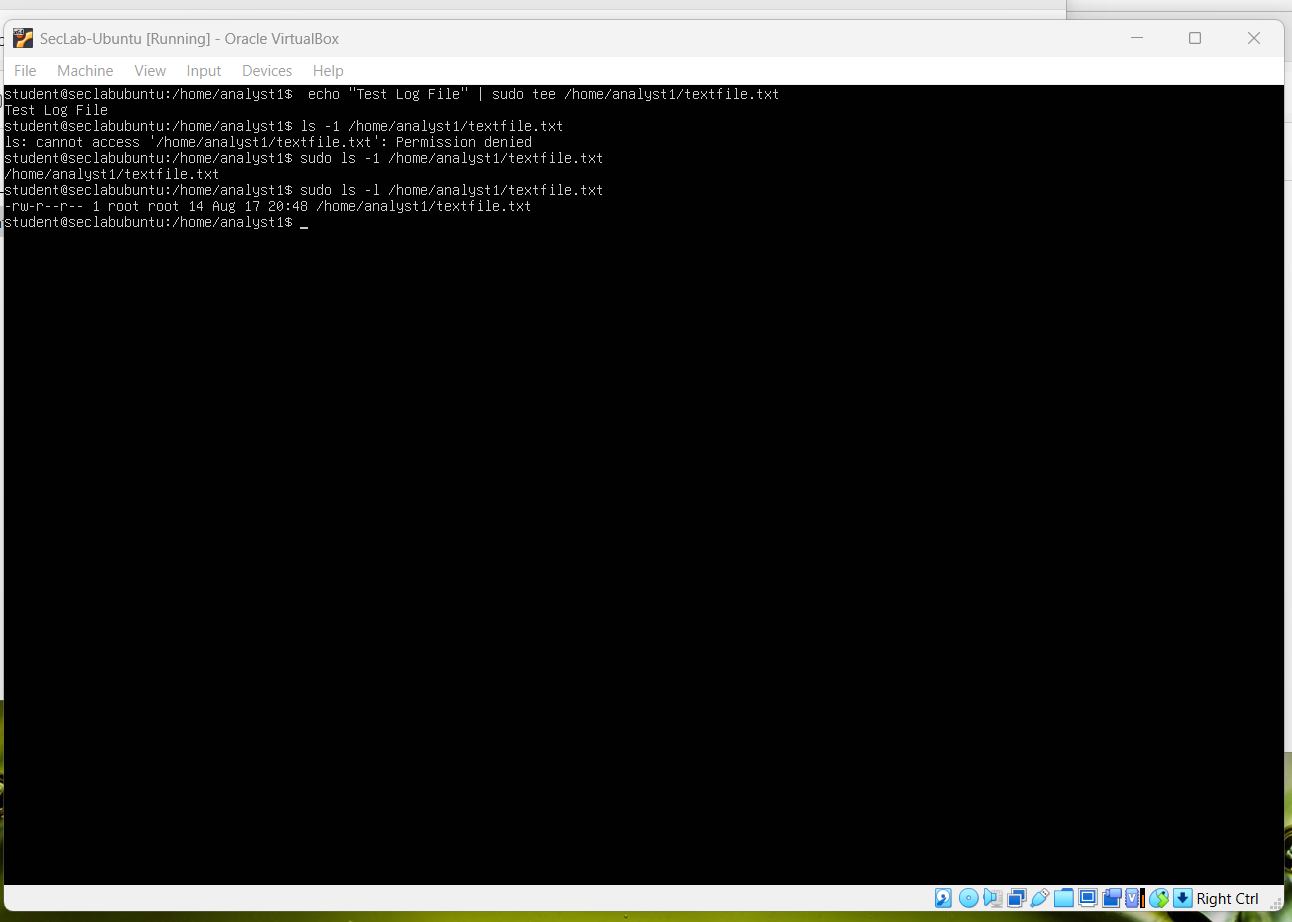 SecLab-Ubuntu [Running] - Oracle VirtualBox
File Machine View Input Devices Help
student@seclabubuntu:/home/analyst1$  echo "Test Log File" | sudo tee /home/analyst1/textfile.txt
Test Log File
student@seclabubuntu:/home/analyst1$ ls -1 /home/analyst1/textfile.txt
ls: cannot access '/home/analyst1/textfile.txt': Permission denied
student@seclabubuntu:/home/analyst1$ sudo ls -1 /home/analyst1/textfile.txt
/home/analyst1/textfile.txt
student@seclabubuntu:/home/analyst1$ sudo ls -l /home/analyst1/textfile.txt
-rw-r--r-- 1 root root 14 Aug 17 20:48 /home/analyst1/textfile.txt
student@seclabubuntu:/home/analyst1$ _
Right Ctrl